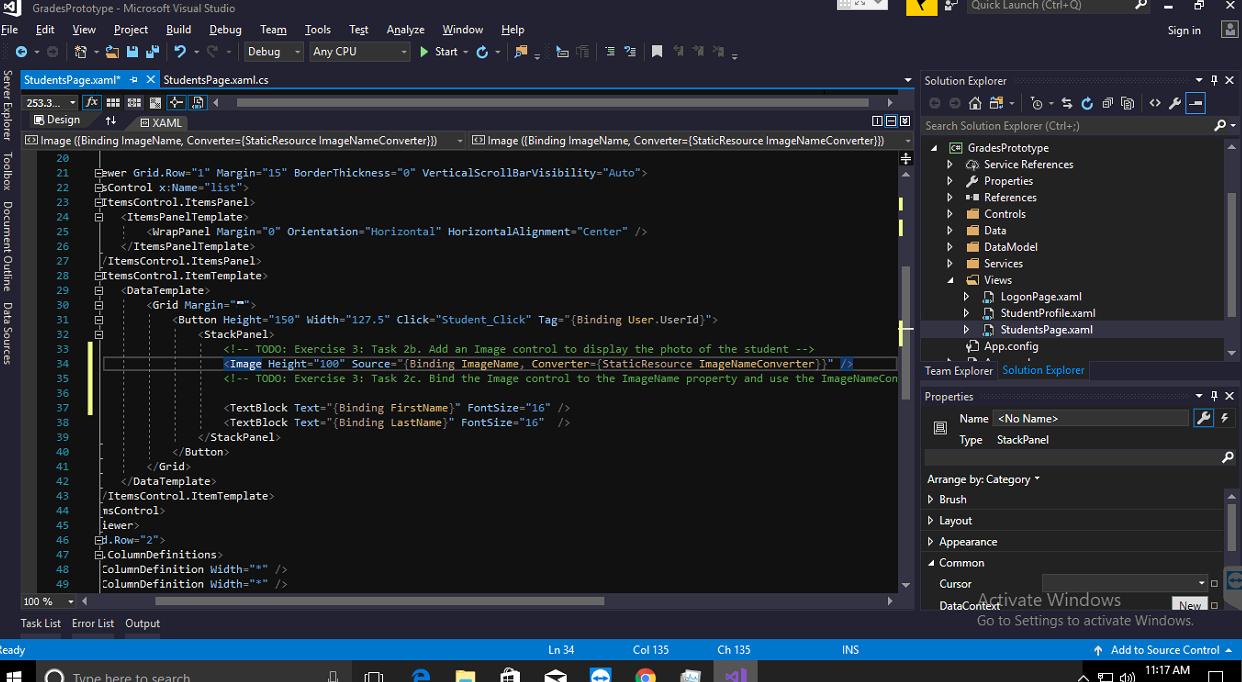 GradesPrototype - Microsoft Visual Studio
Quick Launch (Ctrl+Q)
File Edit View Project Build Debug Team Tools Test Analyze Window Help
Sign in
Debug Any CPU Start
StudentsPage.xaml* StudentsPage.xaml.cs
253.3...
Design XAML
Image ({Binding ImageName, Converter={StaticResource ImageNameConverter}}) Image ({Binding ImageName, Converter={StaticResource ImageNameConverter}})
Server Explorer
Toolbox
Document Outline
Data Sources
20
21 ewer Grid.Row="1" Margin="15" BorderThickness="0" VerticalScrollBarVisibility="Auto">
22 sControl x:Name="list">
23 ItemsControl.ItemsPanel>
24 <ItemsPanelTemplate>
25 <WrapPanel Margin="0" Orientation="Horizontal" HorizontalAlignment="Center" />
26 </ItemsPanelTemplate>
27 /ItemsControl.ItemsPanel>
28 ItemsControl.ItemTemplate>
29 <DataTemplate>
30 <Grid Margin="">
31 <Button Height="150" Width="127.5" Click="Student_Click" Tag="{Binding User.UserId}">
32 <StackPanel>
33 <!-- TODO: Exercise 3: Task 2b. Add an Image control to display the photo of the student -->
34 <Image Height="100" Source="{Binding ImageName, Converter={StaticResource ImageNameConverter}}" />
35 <!-- TODO: Exercise 3: Task 2c. Bind the Image control to the ImageName property and use the ImageNameCon
36
37 <TextBlock Text="{Binding FirstName}" FontSize="16" />
38 <TextBlock Text="{Binding LastName}" FontSize="16" />
39 </StackPanel>
40 </Button>
41 </Grid>
42 </DataTemplate>
43 /ItemsControl.ItemTemplate>
44 msControl>
45 iewer>
46 d.Row="2">
47 .ColumnDefinitions>
48 ColumnDefinition Width="*" />
49 ColumnDefinition Width="*" />
100 %
Task List Error List Output
Solution Explorer
Search Solution Explorer (Ctrl+;)
GradesPrototype
Service References
Properties
References
Controls
Data
DataModel
Services
Views
LogonPage.xaml
StudentProfile.xaml
StudentsPage.xaml
App.config
Team Explorer Solution Explorer
Properties
Name <No Name>
Type StackPanel
Arrange by: Category
Brush
Layout
Appearance
Common
Cursor
DataContext New
Activate Windows
Go to Settings to activate Windows.
Ready Ln 34 Col 135 Ch 135 INS Add to Source Control
Type here to search
11:17 AM